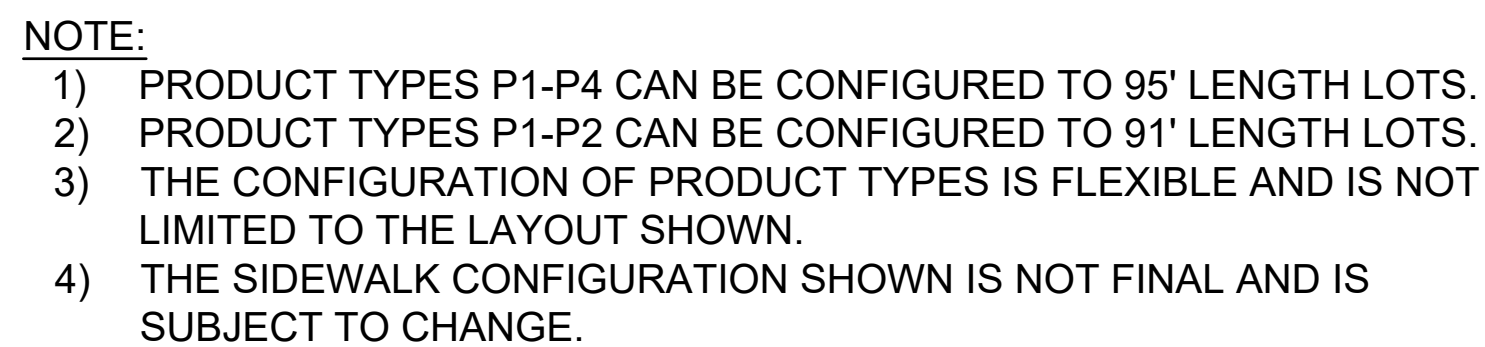 NOTE:
1) PRODUCT TYPES P1-P4 CAN BE CONFIGURED TO 95' LENGTH LOTS.
2) PRODUCT TYPES P1-P2 CAN BE CONFIGURED TO 91' LENGTH LOTS.
3) THE CONFIGURATION OF PRODUCT TYPES IS FLEXIBLE AND IS NOT
LIMITED TO THE LAYOUT SHOWN.
4) THE SIDEWALK CONFIGURATION SHOWN IS NOT FINAL AND IS
SUBJECT TO CHANGE.